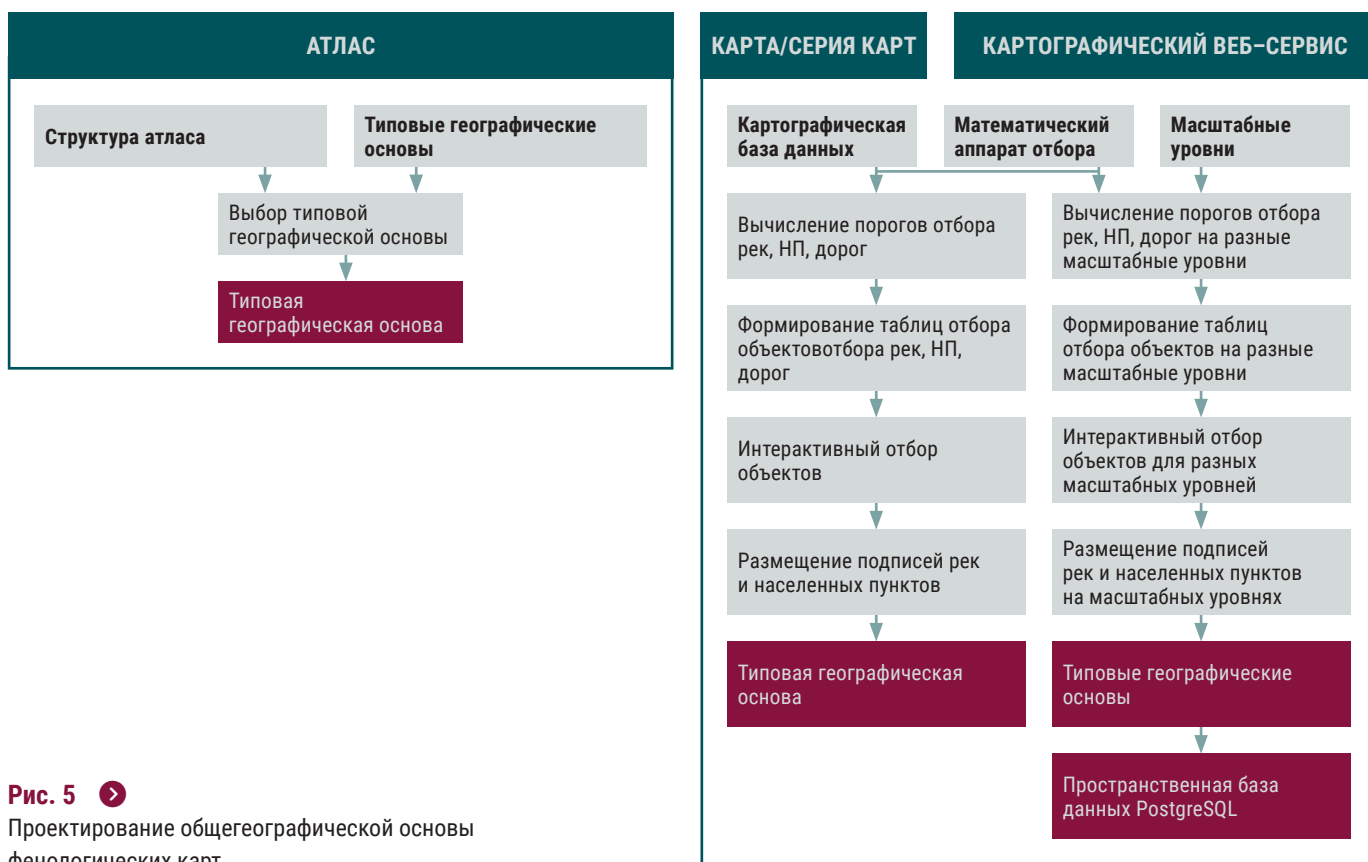 АТЛАС
Структура атласа
Типовые географические
основы
Выбор типовой
географической основы
Типовая
географическая основа
КАРТА/СЕРИЯ КАРТ
КАРТОГРАФИЧЕСКИЙ ВЕБ–СЕРВИС
Картографическая
база данных
Математический
аппарат отбора
Масштабные
уровни
Вычисление порогов отбора
рек, НП, дорог
Формирование таблиц отбора
объектовотбора рек, НП,
дорог
Интерактивный отбор
объектов
Размещение подписей рек
и населенных пунктов
Типовая географическая
основа
Вычисление порогов отбора
рек, НП, дорог на разные
масштабные уровни
Формирование таблиц
отбора объектов на разные
масштабные уровни
Интерактивный отбор
объектов для разных
масштабных уровней
Размещение подписей
рек и населенных пунктов
на масштабных уровнях
Типовые географические
основы
Пространственная база
данных PostgreSQL
Рис. 5
Проектирование общегеографической основы
фенологических карт